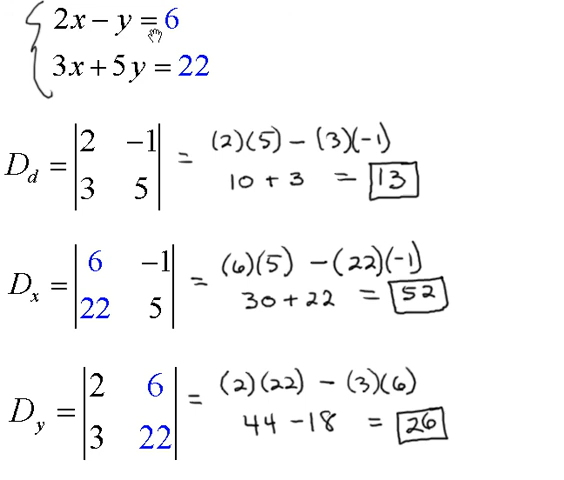 2x − y = 6
3x + 5y = 22
D_d = |2 −1| = (2)(5) − (3)(-1)
|3 5| 10 + 3 = 13
D_x = |6 −1| = (6)(5) − (22)(-1)
|22 5| 30 + 22 = 52
D_y = |2 6| = (2)(22) − (3)(6)
|3 22| 44 − 18 = 26